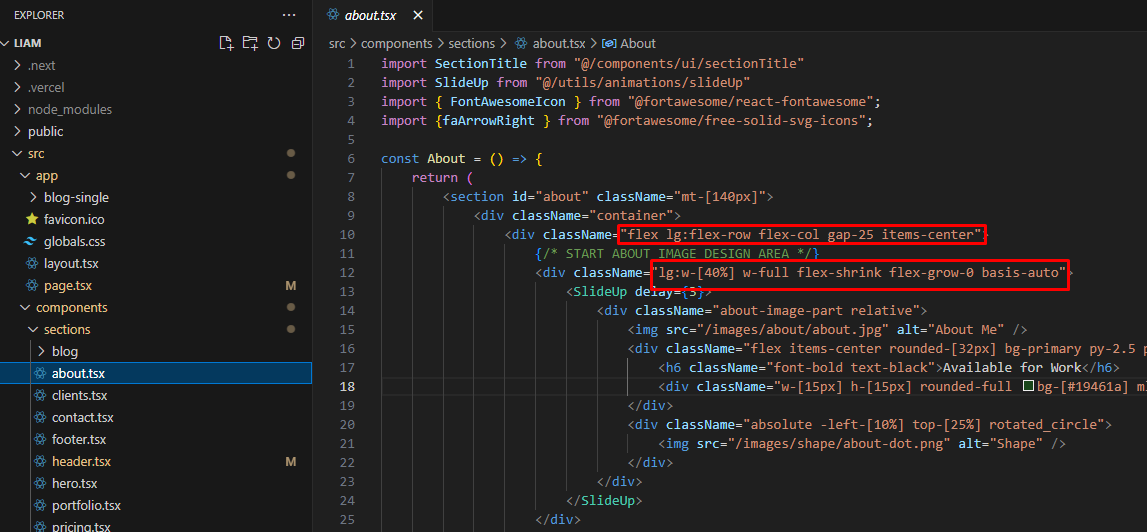 EXPLORER
LIAM
.next
.vercel
node_modules
public
src
app
blog-single
favicon.ico
globals.css
layout.tsx
page.tsx M
components
sections
blog
about.tsx
clients.tsx
contact.tsx
footer.tsx
header.tsx M
hero.tsx
portfolio.tsx
pricing.tsx
about.tsx
src > components > sections > about.tsx > About
1 import SectionTitle from "@/components/ui/sectionTitle"
2 import SlideUp from "@/utils/animations/slideUp"
3 import { FontAwesomeIcon } from "@fortawesome/react-fontawesome";
4 import {faArrowRight } from "@fortawesome/free-solid-svg-icons";
5
6 const About = () => {
7 return (
8 <section id="about" className="mt-[140px]">
9 <div className="container">
10 <div className="flex lg:flex-row flex-col gap-25 items-center">
11 {/* START ABOUT IMAGE DESIGN AREA */}
12 <div className="lg:w-[40%] w-full flex-shrink flex-grow-0 basis-auto">
13 <SlideUp delay={5}>
14 <div className="about-image-part relative">
15 <img src="/images/about/about.jpg" alt="About Me" />
16 <div className="flex items-center rounded-[32px] bg-primary py-2.5 p
17 <h6 className="font-bold text-black">Available for Work</h6>
18 <div className="w-[15px] h-[15px] rounded-full bg-[#19461a] ml
19 </div>
20 <div className="absolute -left-[10%] top-[25%] rotated_circle">
21 <img src="/images/shape/about-dot.png" alt="Shape" />
22 </div>
23 </div>
24 </SlideUp>
25 </div>